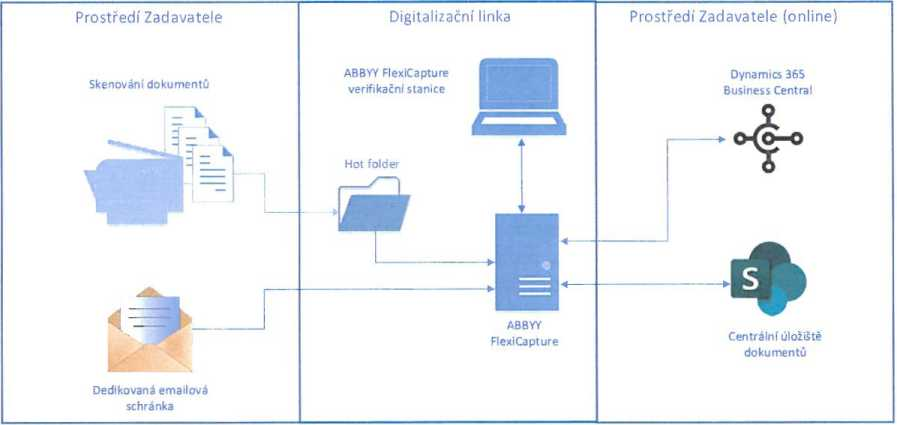 Prostředí Zadavatele
Digitalizační linka
Prostředí Zadavatele (online)
Skenování dokumentů
ABBYY FlexiCapture
verifikační stanice
Dynamics 365
Business Central
Hot folder
S
ABBYY
FlexiCapture
Centrální úložiště
dokumentů
Dedikovaná emailová
schránka